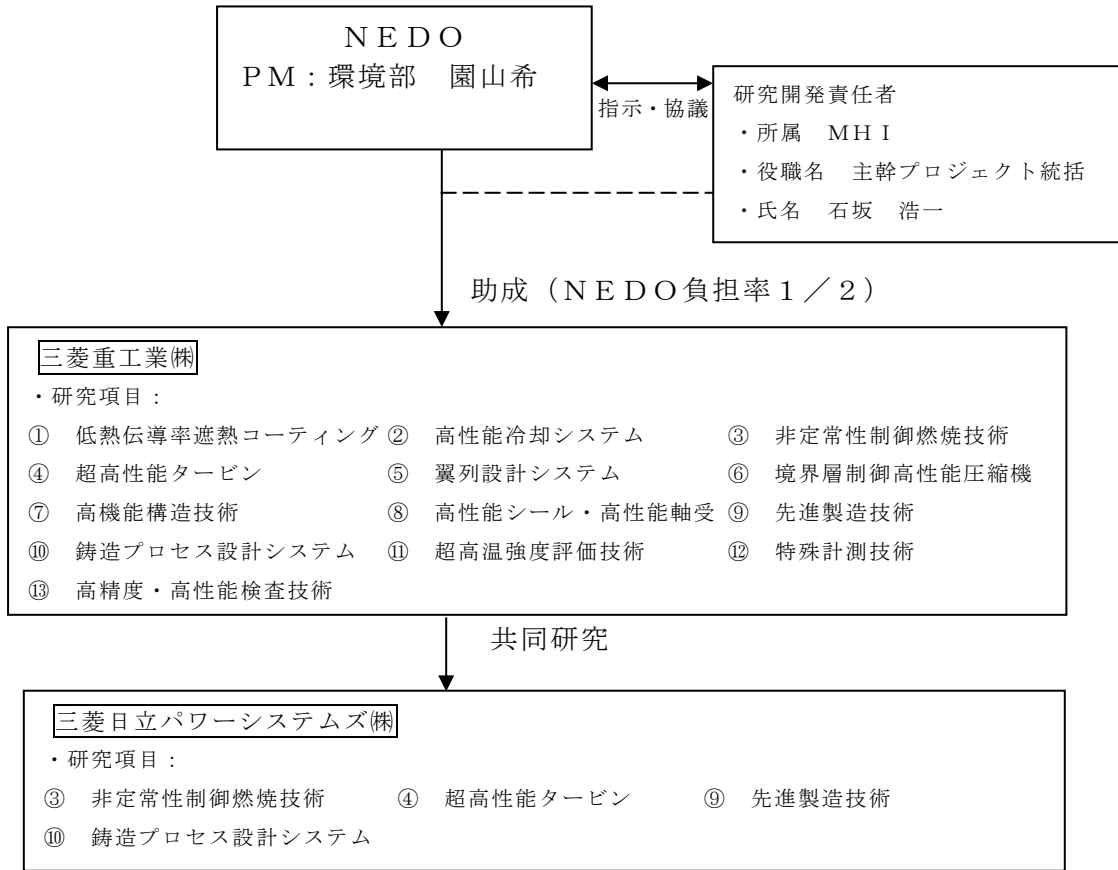 ＮＥＤＯ
ＰＭ：環境部　園山希
指示・協議
研究開発責任者
・所属　ＭＨＩ
・役職名　主幹プロジェクト統括
・氏名　石坂　浩一
助成（ＮＥＤＯ負担率１／２）
三菱重工業㈱
・研究項目：
①　低熱伝導率遮熱コーティング ②　高性能冷却システム　③　非定常性制御燃焼技術
④　超高性能タービン　⑤　翼列設計システム　⑥　境界層制御高性能圧縮機
⑦　高機能構造技術　⑧　高性能シール・高性能軸受 ⑨　先進製造技術
⑩　鋳造プロセス設計システム　⑪　超高温強度評価技術　⑫　特殊計測技術
⑬　高精度・高性能検査技術
共同研究
三菱日立パワーシステムズ㈱
・研究項目：
③　非定常性制御燃焼技術　④　超高性能タービン　⑨　先進製造技術
⑩　鋳造プロセス設計システム